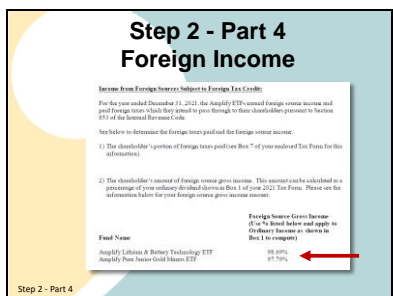 Step 2 - Part 4
Foreign Income
Income from Foreign Sources Subject to Foreign Tax Credit:
For the year ended December 31, 2021, the Amplify ETFs earned foreign source income and
paid foreign taxes which they intend to pass through to their shareholders pursuant to Section
853 of the Internal Revenue Code.
See below to determine the foreign taxes paid and the foreign source income.
1) The shareholder's portion of foreign taxes paid (see Box 7 of your enclosed Tax Form for this
information).
2) The shareholder's amount of foreign source gross income. This amount can be calculated as a
percentage of your ordinary dividend shown in Box 1 of your 2021 Tax Form. Please see the
information below for your foreign source gross income amount.
Foreign Source Gross Income
(Use % listed below and apply to
Ordinary Income as shown in
Fund Name Box 1 to compute)
Amplify Lithium & Battery Technology ETF 98.69%
Amplify Pure Junior Gold Miners ETF 97.79%
Step 2 - Part 4